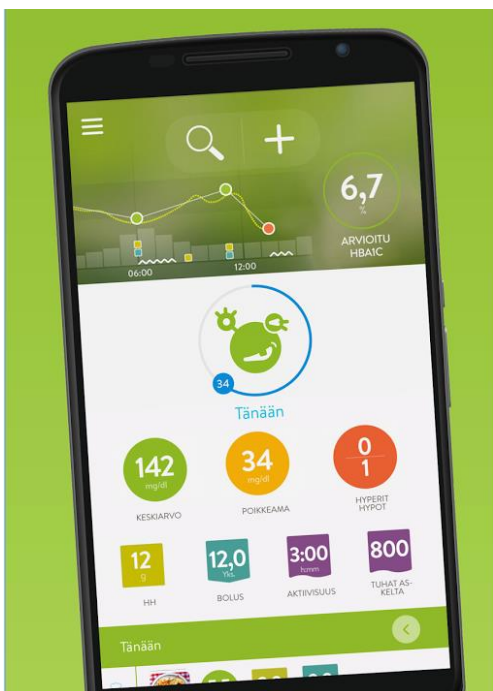 6,7
%
ARVIOITU
HBA1C
06:00
12:00
34
Tänään
142
mg/dl
KESKIARVO
34
mg/dl
POIKKEAMA
0
1
HYPERIT
HYPOT
12
g
HH
12,0
Yks.
BOLUS
3:00
h:mm
AKTIIVISUUS
800
TUHAT AS-
KELTA
Tänään